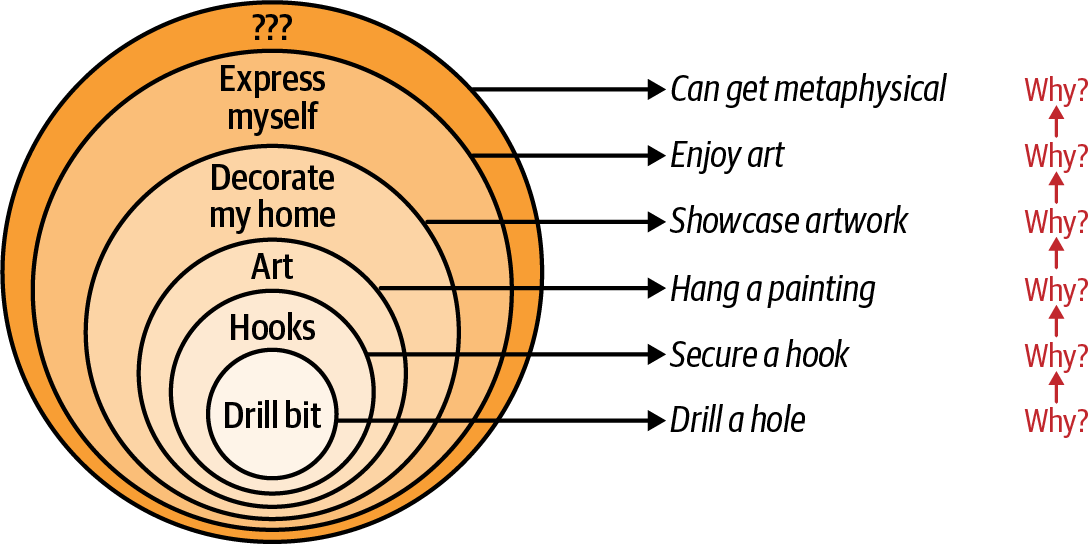 ???
Express
myself
Decorate
my home
Art
Hooks
Drill bit
Can get metaphysical
Enjoy art
Showcase artwork
Hang a painting
Secure a hook
Drill a hole
Why?
Why?
Why?
Why?
Why?
Why?